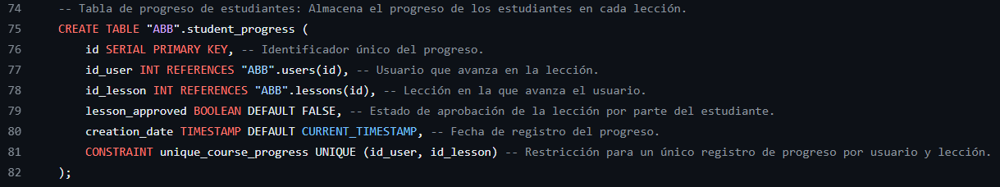 74 -- Tabla de progreso de estudiantes: Almacena el progreso de los estudiantes en cada lección.
75 CREATE TABLE "ABB".student_progress (
76     id SERIAL PRIMARY KEY, -- Identificador único del progreso.
77     id_user INT REFERENCES "ABB".users(id), -- Usuario que avanza en la lección.
78     id_lesson INT REFERENCES "ABB".lessons(id), -- Lección en la que avanza el usuario.
79     lesson_approved BOOLEAN DEFAULT FALSE, -- Estado de aprobación de la lección por parte del estudiante.
80     creation_date TIMESTAMP DEFAULT CURRENT_TIMESTAMP, -- Fecha de registro del progreso.
81     CONSTRAINT unique_course_progress UNIQUE (id_user, id_lesson) -- Restricción para un único registro de progreso por usuario y lección.
82 );